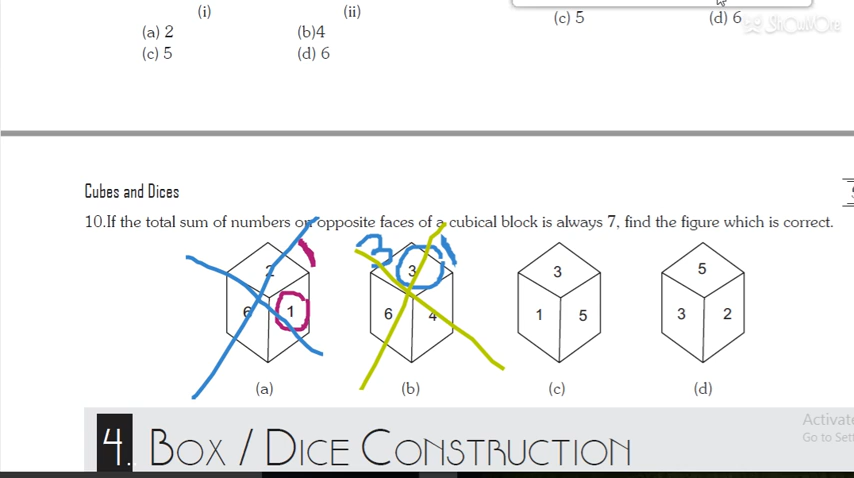 (i) (ii)
(a) 2 (b)4 (c) 5 (d) 6
(c) 5 (d) 6
ShowMore
Cubes and Dices
S
10.If the total sum of numbers on opposite faces of a cubical block is always 7, find the figure which is correct.
3 1
2 3 3 5
6 1 6 4 1 5 3 2
(a) (b) (c) (d)
Activate
Go to Sett
4. BOX / DICE CONSTRUCTION